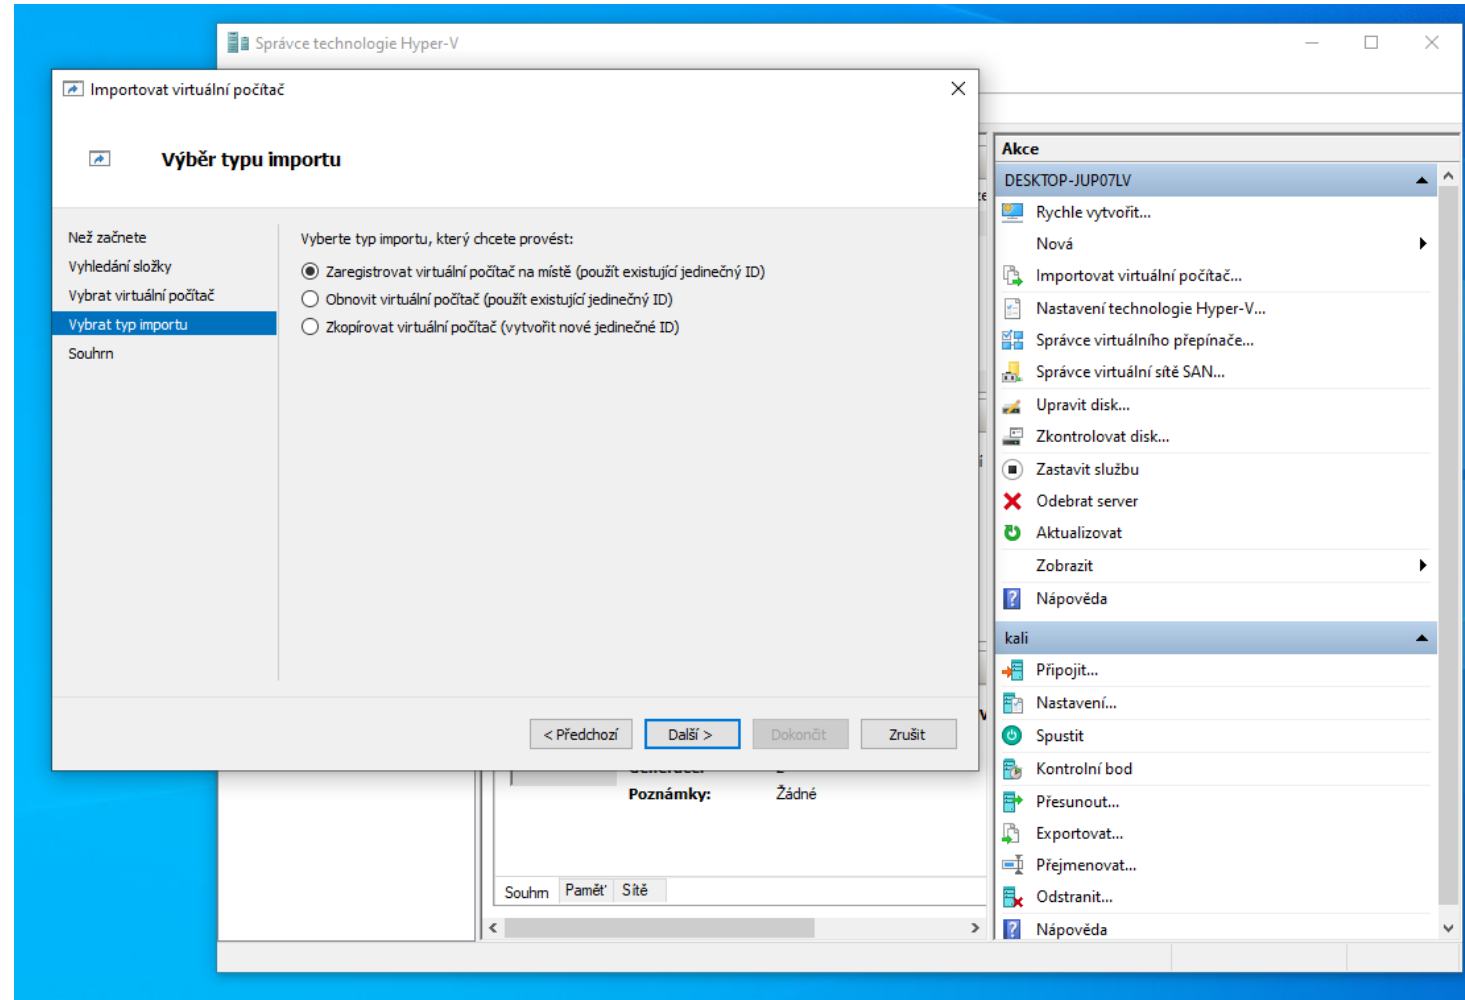 Správce technologie Hyper-V
Importovat virtuální počítač
Výběr typu importu
Než začnete
Vyhledání složky
Vybrat virtuální počítač
Vybrat typ importu
Souhrn
Vyberte typ importu, který chcete provést:
Zaregistrovat virtuální počítač na místě (použít existující jedinečný ID)
Obnovit virtuální počítač (použít existující jedinečný ID)
Zkopírovat virtuální počítač (vytvořit nové jedinečné ID)
< Předchozí
Další >
Dokončit
Zrušit
Poznámky: Žádné
Souhrn Paměť Sítě
Akce
DESKTOP-JUP07LV
Rychle vytvořit...
Nová
Importovat virtuální počítač...
Nastavení technologie Hyper-V...
Správce virtuálního přepínače...
Správce virtuální sítě SAN...
Upravit disk...
Zkontrolovat disk...
Zastavit službu
Odebrat server
Aktualizovat
Zobrazit
Nápověda
kali
Připojit...
Nastavení...
Spustit
Kontrolní bod
Přesunout...
Exportovat...
Přejmenovat...
Odstranit...
Nápověda